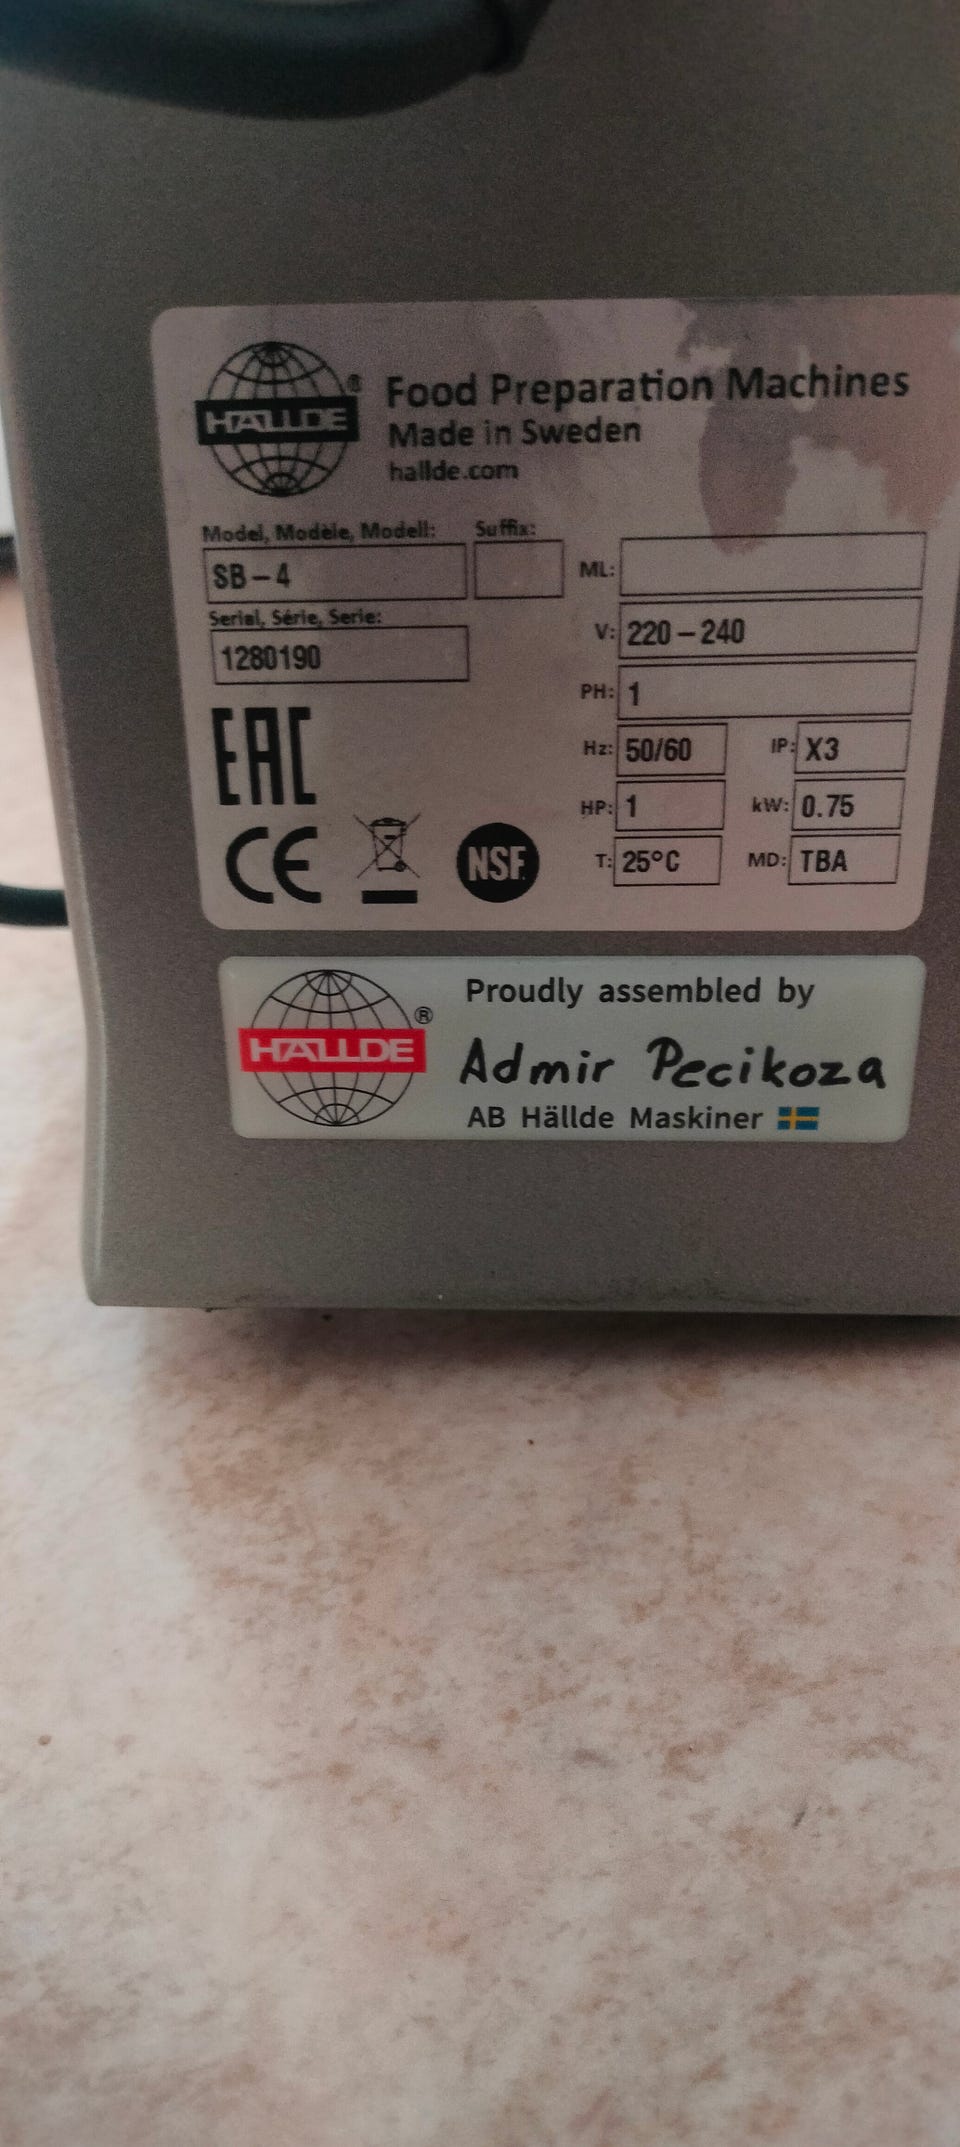 HALLDE ®
Food Preparation Machines
Made in Sweden
hallde.com
Model, Modèle, Modell: Suffix:
SB-4
Serial, Série, Serie:
1280190
ML:
V: 220-240
PH: 1
Hz: 50/60 IP: X3
HP: 1 kW: 0.75
T: 25°C MD: TBA
EAC
CE NSF
HÄLLDE ®
Proudly assembled by
Admir Pecikoza
AB Hällde Maskiner